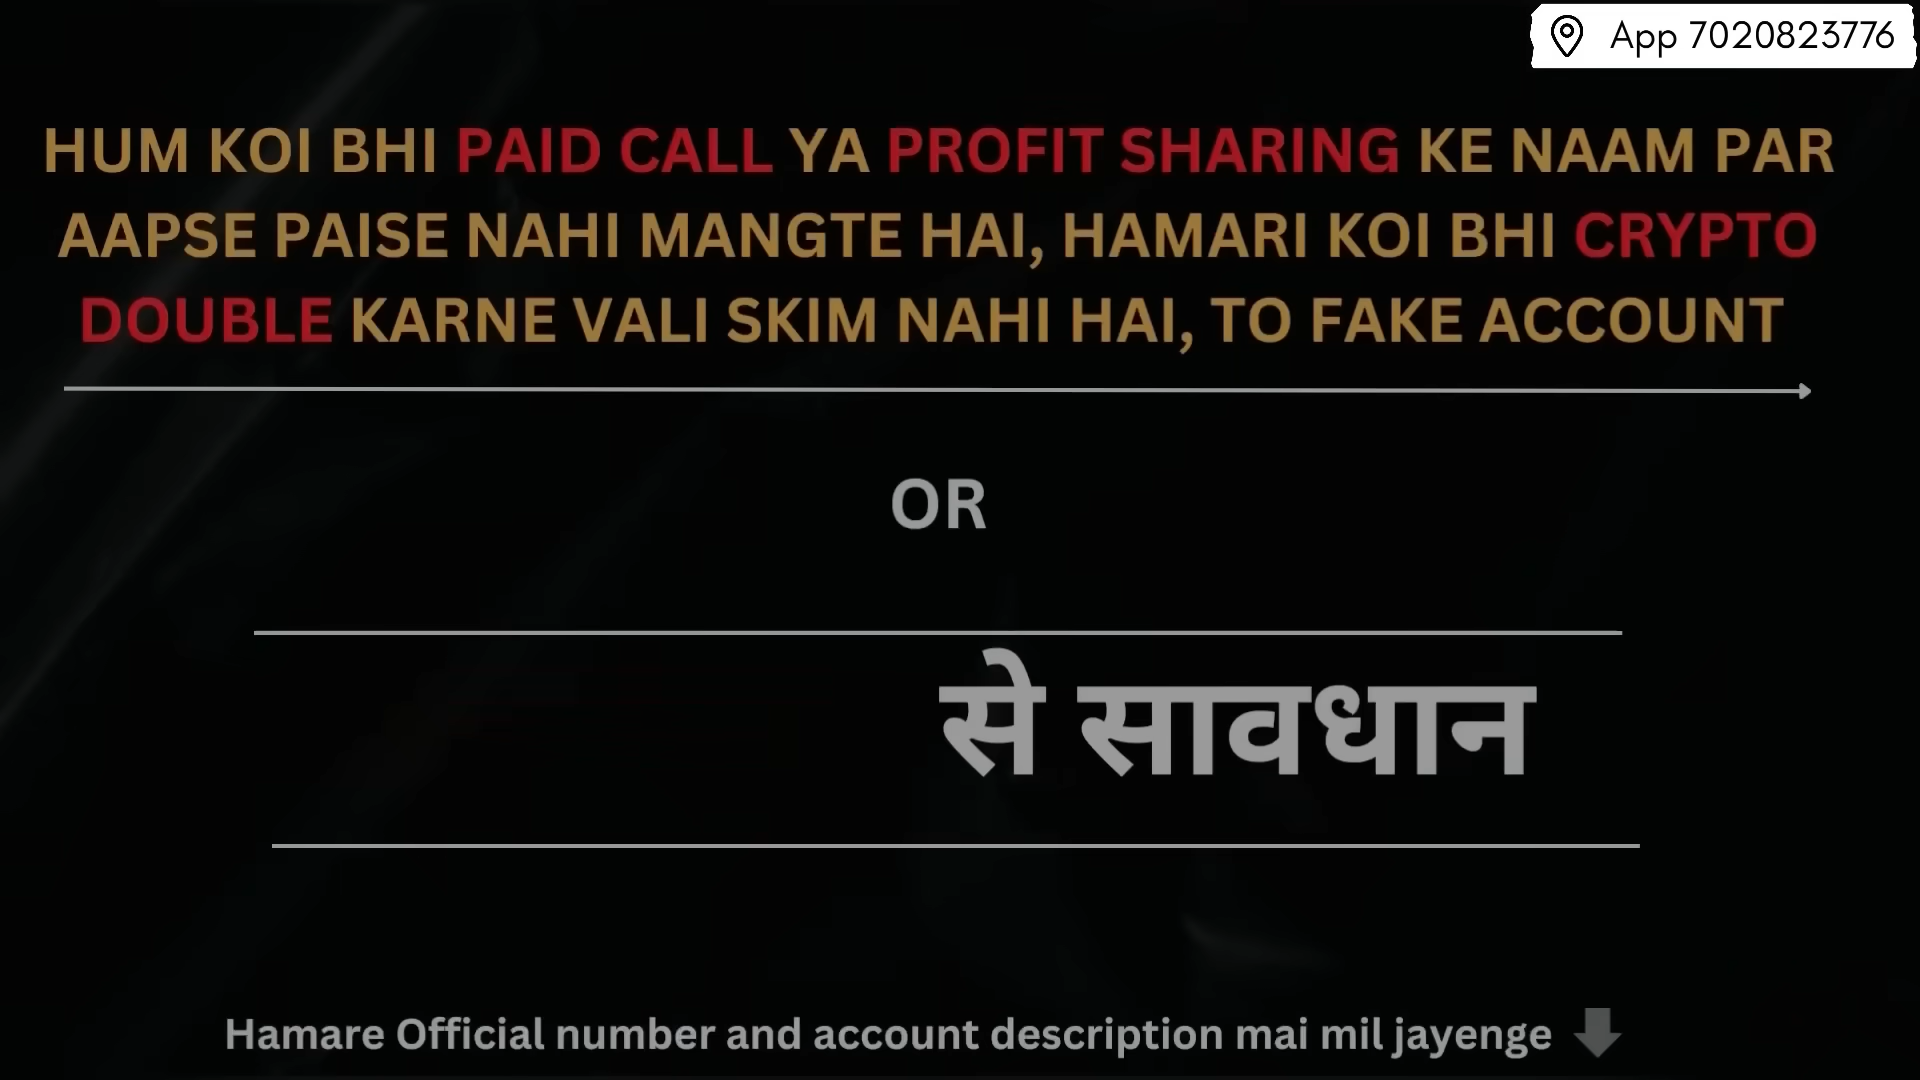 App 7020823776
HUM KOI BHI PAID CALL YA PROFIT SHARING KE NAAM PAR
AAPSE PAISE NAHI MANGTE HAI, HAMARI KOI BHI CRYPTO
DOUBLE KARNE VALI SKIM NAHI HAI, TO FAKE ACCOUNT
OR
से सावधान
Hamare Official number and account description mai mil jayenge